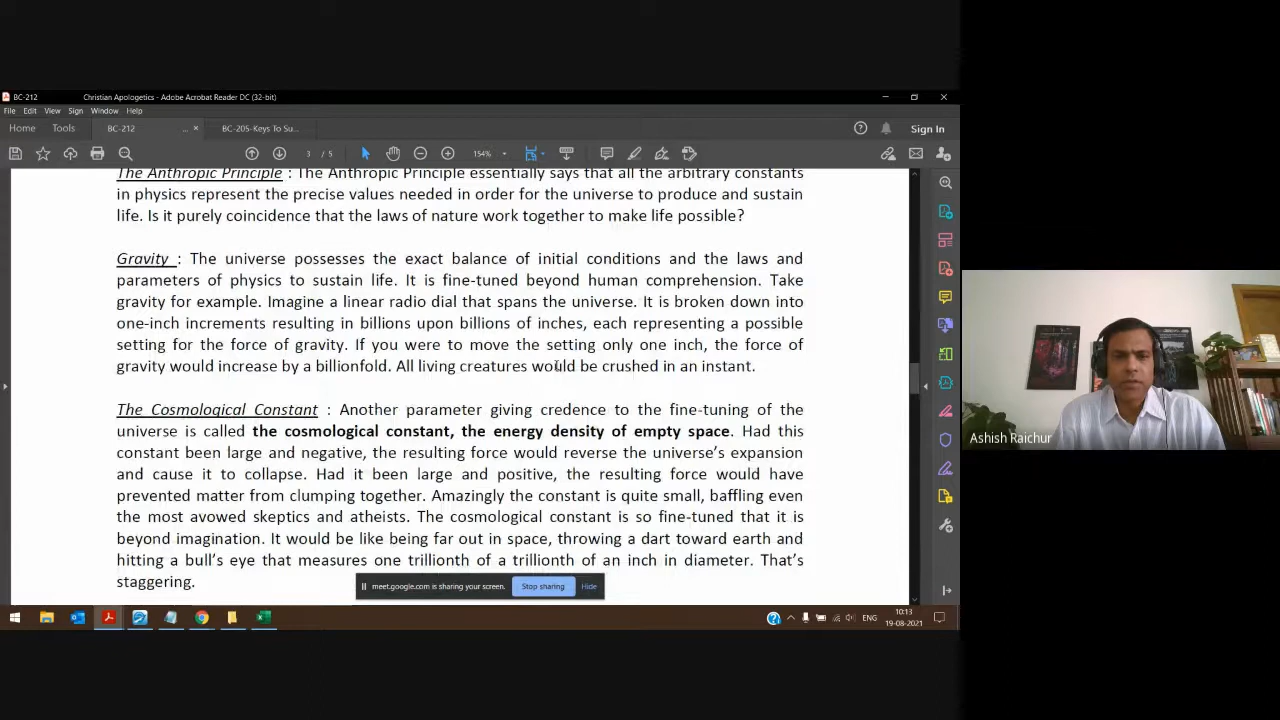 BC-212 Christian Apologetics - Adobe Acrobat Reader DC (32-bit)
File Edit View Sign Window Help
Home Tools BC-212 ... × BC-205-Keys To Su... Sign In
3 / 5 154%
The Anthropic Principle : The Anthropic Principle essentially says that all the arbitrary constants
in physics represent the precise values needed in order for the universe to produce and sustain
life. Is it purely coincidence that the laws of nature work together to make life possible?
Gravity : The universe possesses the exact balance of initial conditions and the laws and
parameters of physics to sustain life. It is fine-tuned beyond human comprehension. Take
gravity for example. Imagine a linear radio dial that spans the universe. It is broken down into
one-inch increments resulting in billions upon billions of inches, each representing a possible
setting for the force of gravity. If you were to move the setting only one inch, the force of
gravity would increase by a billionfold. All living creatures would be crushed in an instant.
The Cosmological Constant : Another parameter giving credence to the fine-tuning of the
universe is called the cosmological constant, the energy density of empty space. Had this
constant been large and negative, the resulting force would reverse the universe's expansion
and cause it to collapse. Had it been large and positive, the resulting force would have
prevented matter from clumping together. Amazingly the constant is quite small, baffling even
the most avowed skeptics and atheists. The cosmological constant is so fine-tuned that it is
beyond imagination. It would be like being far out in space, throwing a dart toward earth and
hitting a bull's eye that measures one trillionth of a trillionth of an inch in diameter. That's
staggering.
meet.google.com is sharing your screen. Stop sharing Hide
ENG 10:13
19-08-2021
Ashish Raichur